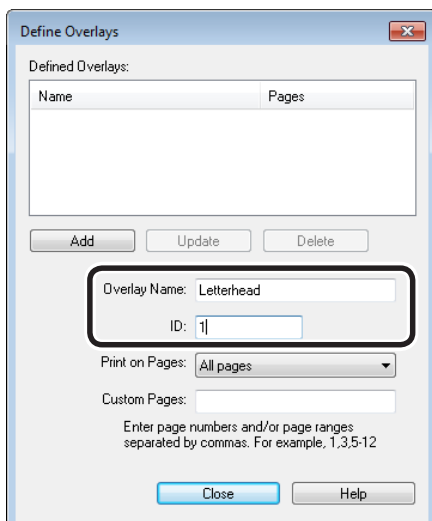 Define Overlays
Defined Overlays:
Name Pages
Add Update Delete
Overlay Name: Letterhead
ID: 1
Print on Pages: All pages
Custom Pages:
Enter page numbers and/or page ranges
separated by commas. For example, 1,3,5-12
Close Help